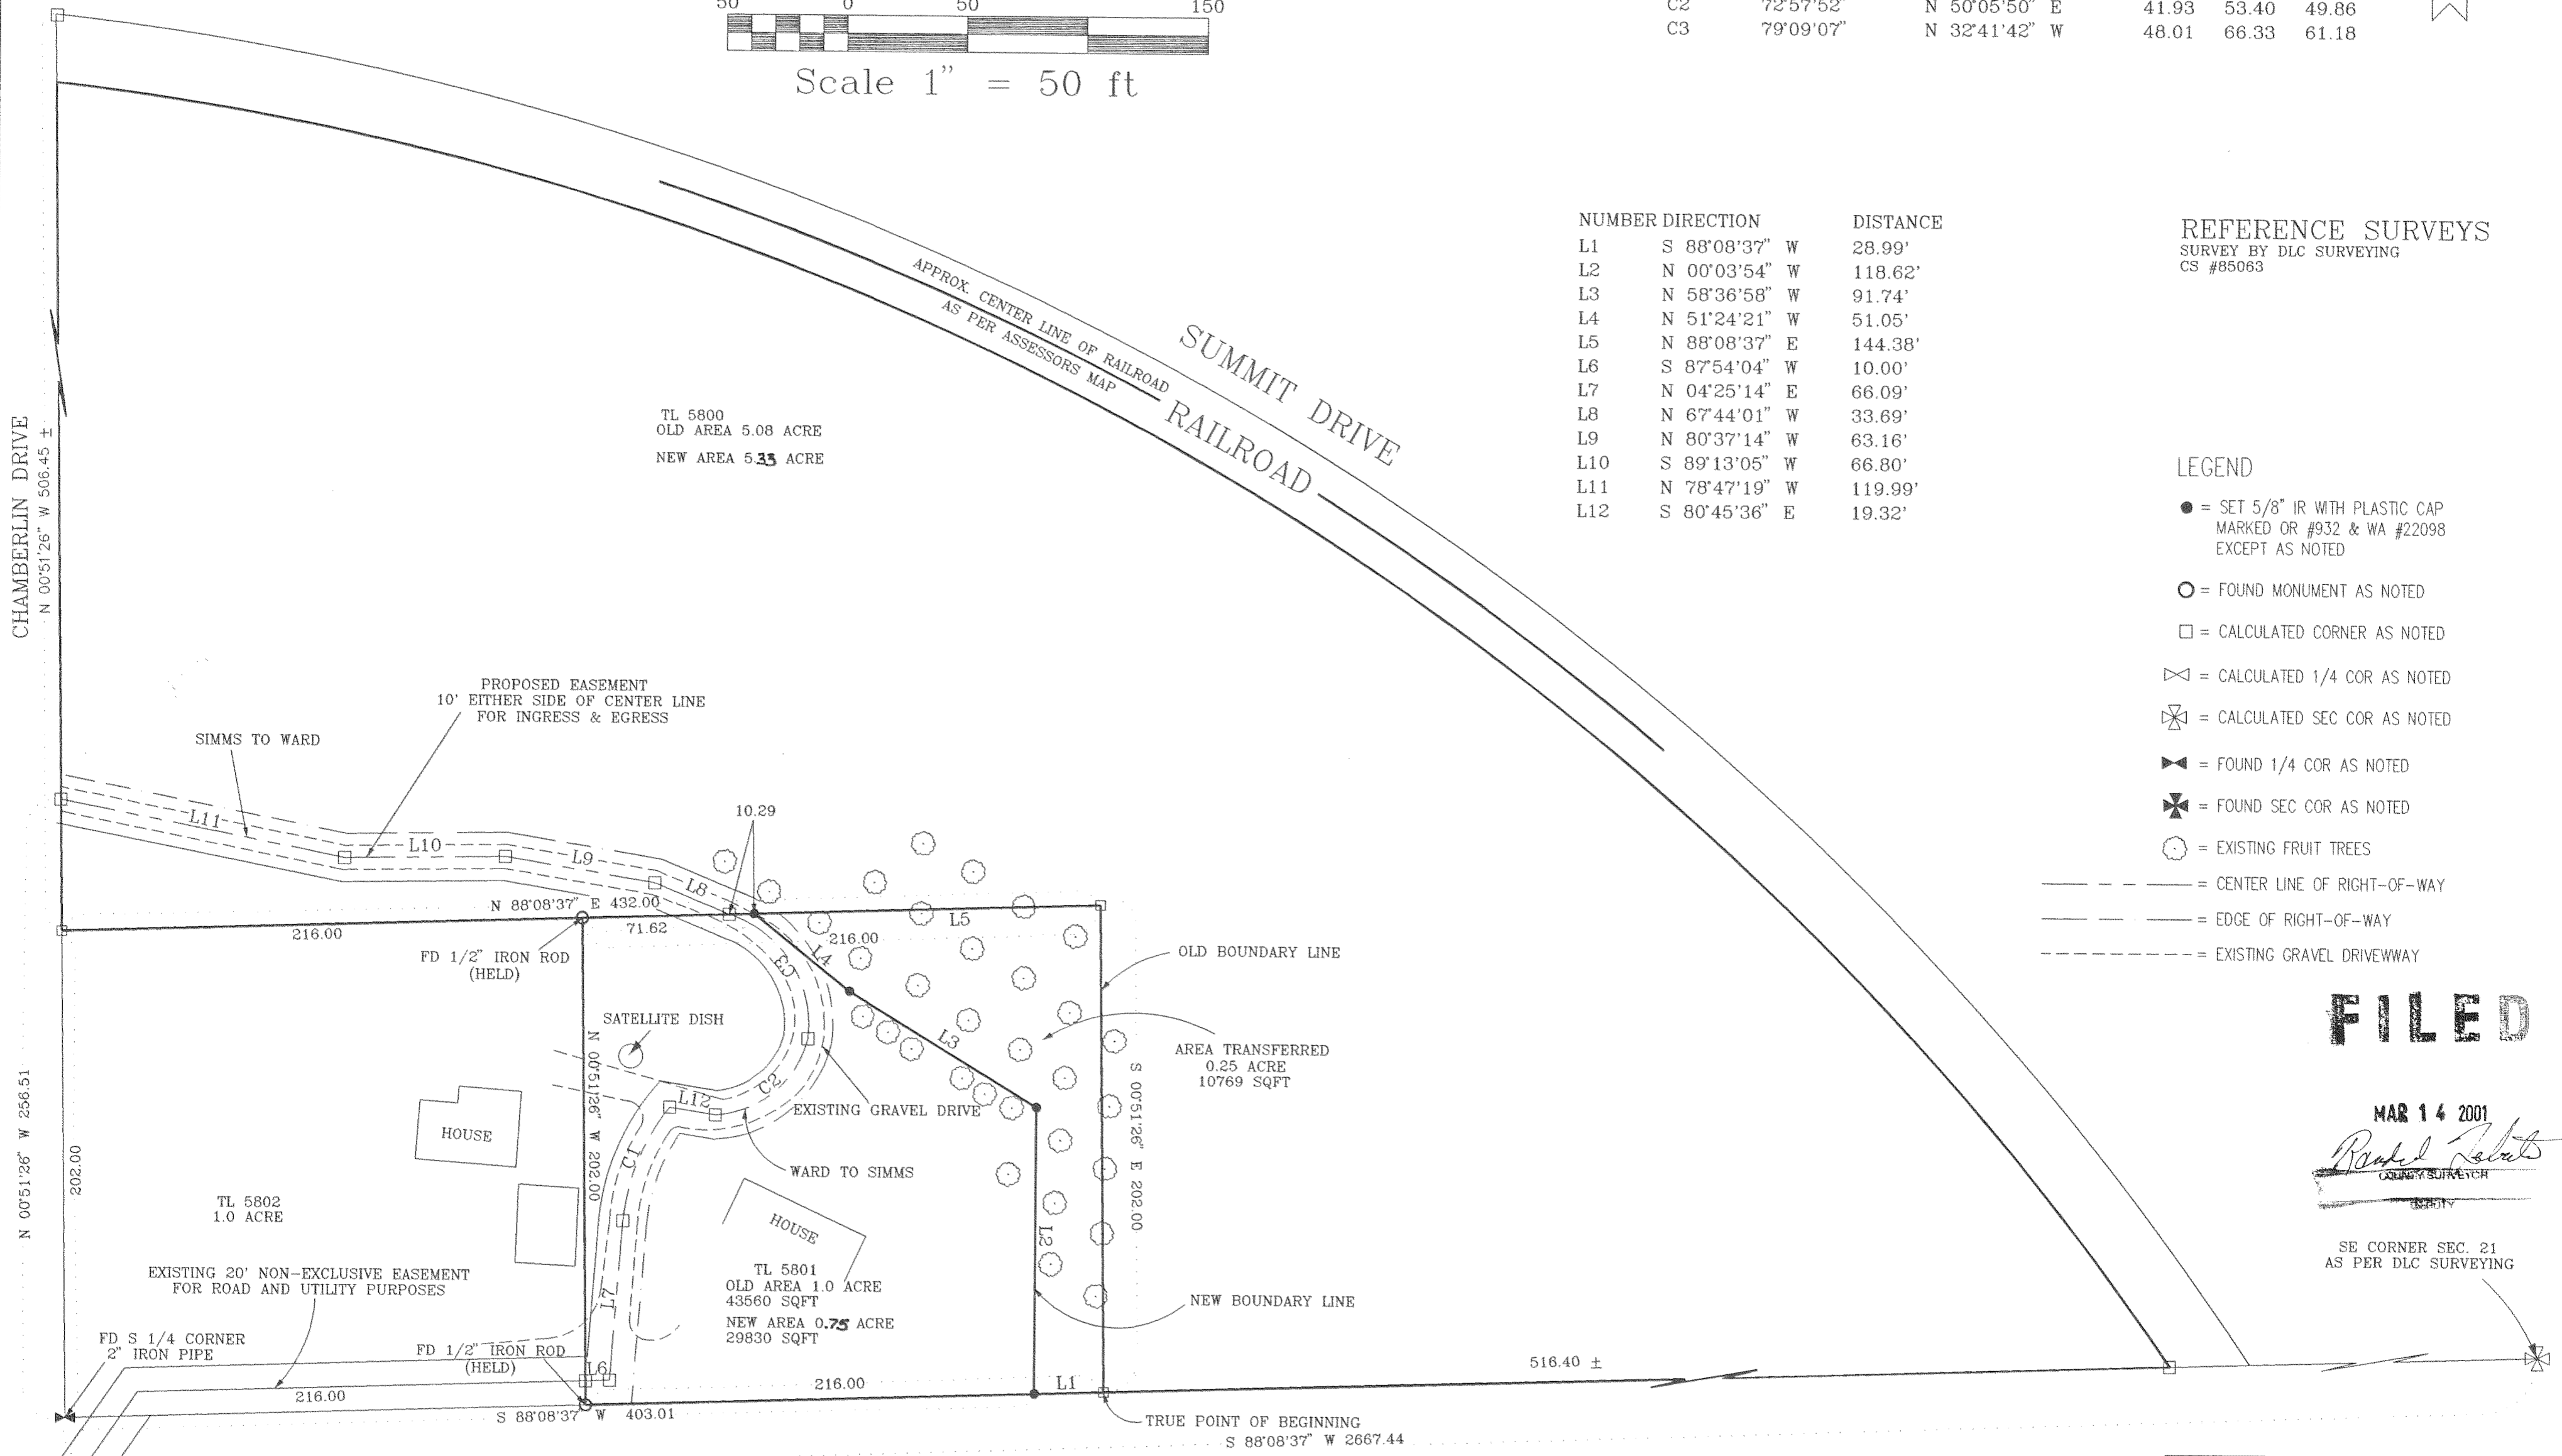 50 0 50 150
Scale 1" = 50 ft
C2 72°57'52" N 50°05'50" E 41.93 53.40 49.86
C3 79°09'07" N 32°41'42" W 48.01 66.33 61.18
NUMBER DIRECTION DISTANCE
L1 S 88°08'37" W 28.99'
L2 N 00°03'54" W 118.62'
L3 N 58°36'58" W 91.74'
L4 N 51°24'21" W 51.05'
L5 N 88°08'37" E 144.38'
L6 S 87°54'04" W 10.00'
L7 N 04°25'14" E 66.09'
L8 N 67°44'01" W 33.69'
L9 N 80°37'14" W 63.16'
L10 S 89°13'05" W 66.80'
L11 N 78°47'19" W 119.99'
L12 S 80°45'36" E 19.32'
REFERENCE SURVEYS
SURVEY BY DLC SURVEYING
CS #85063
LEGEND
= SET 5/8" IR WITH PLASTIC CAP
MARKED OR #932 & WA #22098
EXCEPT AS NOTED
= FOUND MONUMENT AS NOTED
= CALCULATED CORNER AS NOTED
= CALCULATED 1/4 COR AS NOTED
= CALCULATED SEC COR AS NOTED
= FOUND 1/4 COR AS NOTED
= FOUND SEC COR AS NOTED
= EXISTING FRUIT TREES
= CENTER LINE OF RIGHT-OF-WAY
= EDGE OF RIGHT-OF-WAY
= EXISTING GRAVEL DRIVEWWAY
FILED
MAR 14 2001
COUNTY SURVEYOR
DEPUTY
SE CORNER SEC. 21
AS PER DLC SURVEYING
APPROX. CENTER LINE OF RAILROAD
AS PER ASSESSORS MAP
SUMMIT DRIVE
RAILROAD
CHAMBERLIN DRIVE
N 00°51'26" W 506.45 ±
TL 5800
OLD AREA 5.08 ACRE
NEW AREA 5.33 ACRE
PROPOSED EASEMENT
10' EITHER SIDE OF CENTER LINE
FOR INGRESS & EGRESS
SIMMS TO WARD
L11
L10
L9
L8
10.29
N 88°08'37" E 432.00
216.00
71.62
216.00
L5
L4
C3
L3
FD 1/2" IRON ROD
(HELD)
SATELLITE DISH
N 00°51'26" W 202.00
OLD BOUNDARY LINE
AREA TRANSFERRED
0.25 ACRE
10769 SQFT
S 00°51'26" E 202.00
L12
C2
EXISTING GRAVEL DRIVE
HOUSE
C1
WARD TO SIMMS
N 00°51'26" W 256.51
202.00
TL 5802
1.0 ACRE
HOUSE
L2
L7
TL 5801
OLD AREA 1.0 ACRE
43560 SQFT
NEW AREA 0.75 ACRE
29830 SQFT
NEW BOUNDARY LINE
EXISTING 20' NON-EXCLUSIVE EASEMENT
FOR ROAD AND UTILITY PURPOSES
FD S 1/4 CORNER
2" IRON PIPE
FD 1/2" IRON ROD
(HELD)
L6
216.00
216.00
L1
516.40 ±
S 88°08'37" W 403.01
TRUE POINT OF BEGINNING
S 88°08'37" W 2667.44